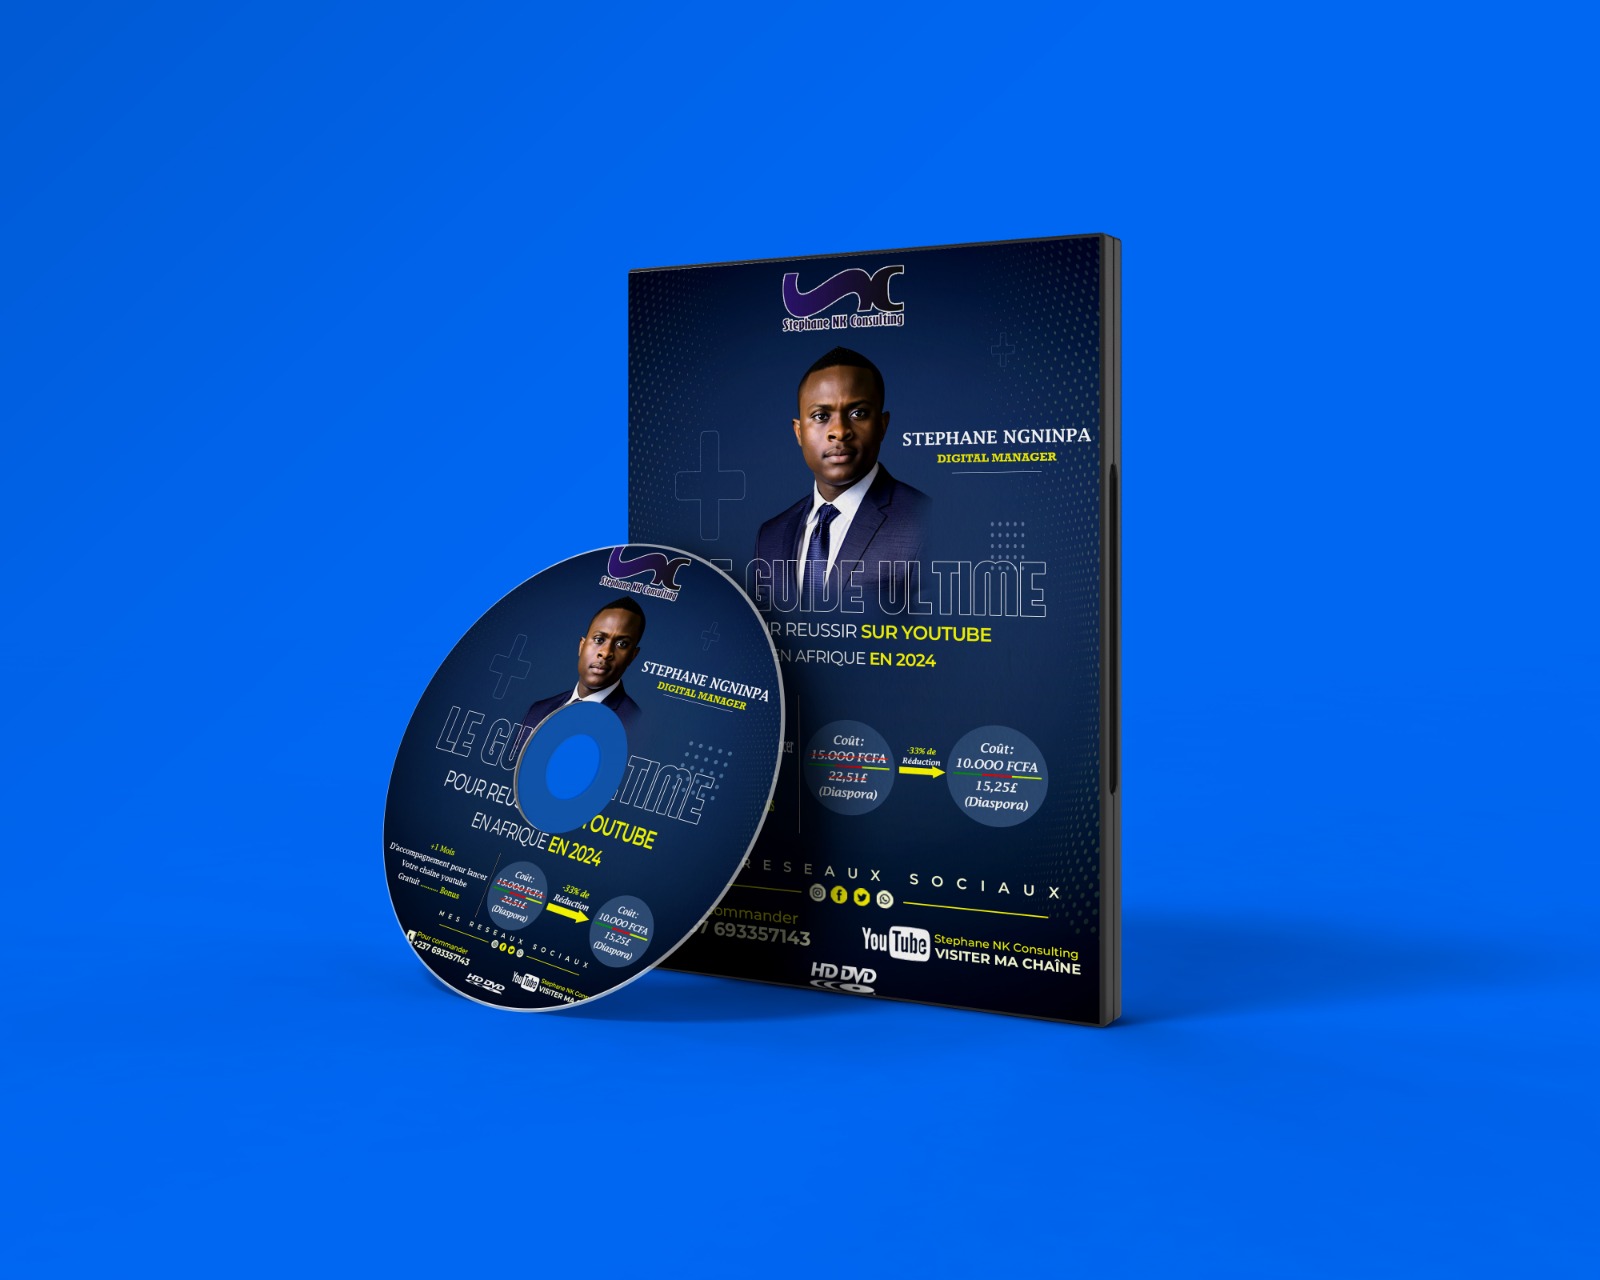 Stephane NK Consulting
STEPHANE NGNINPA
DIGITAL MANAGER
GUIDE ULTIME
REUSSIR SUR YOUTUBE
EN AFRIQUE EN 2024
Coût:
15.000 FCFA
22,51£
(Diaspora)
-33% de
Réduction
Coût:
10.000 FCFA
15,25£
(Diaspora)
RESEAUX SOCIAUX
ommander
7 693357143
YouTube
Stephane NK Consulting
VISITER MA CHAÎNE
HD DVD
Stephane NK Consulting
STEPHANE NGNINPA
DIGITAL MANAGER
LE GU TIME
POUR REU OUTUBE
EN AFRIQUE EN 2024
+1 Mois
D'accompagnement pour lancer
Votre chaîne youtube
Gratuit ......... Bonus
Coût:
15.000 FCFA
22,51£
(Diaspora)
-33% de
Réduction
Coût:
10.000 FCFA
15,25£
(Diaspora)
MES RESEAUX SOCIAUX
Pour commander
+237 693357143
HD DVD
YouTube
Stephane NK Cons
VISITER MA